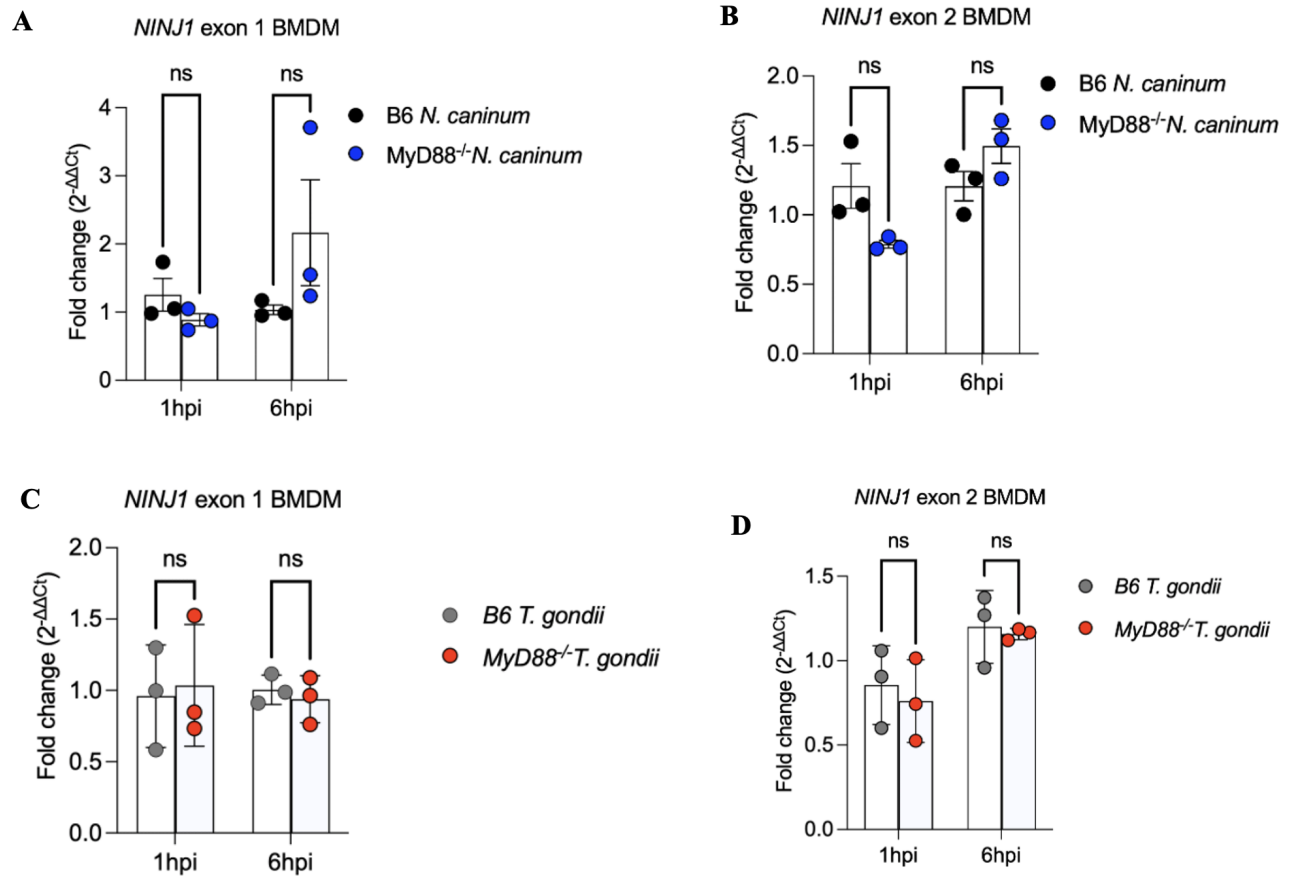 A
NINJ1 exon 1 BMDM
ns
ns
4
3
2
1
0
Fold change (2-ΔΔCt)
1hpi
6hpi
B6 N. caninum
MyD88-/-N. caninum
B
NINJ1 exon 2 BMDM
ns
ns
2.0
1.5
1.0
0.5
0.0
Fold change (2-ΔΔCt)
1hpi
6hpi
B6 N. caninum
MyD88-/-N. caninum
C
NINJ1 exon 1 BMDM
ns
ns
2.0
1.5
1.0
0.5
0.0
Fold change (2-ΔΔCt)
1hpi
6hpi
B6 T. gondii
MyD88-/-T. gondii
D
NINJ1 exon 2 BMDM
ns
ns
1.5
1.0
0.5
0.0
Fold change (2-ΔΔCt)
1hpi
6hpi
B6 T. gondii
MyD88-/-T. gondii